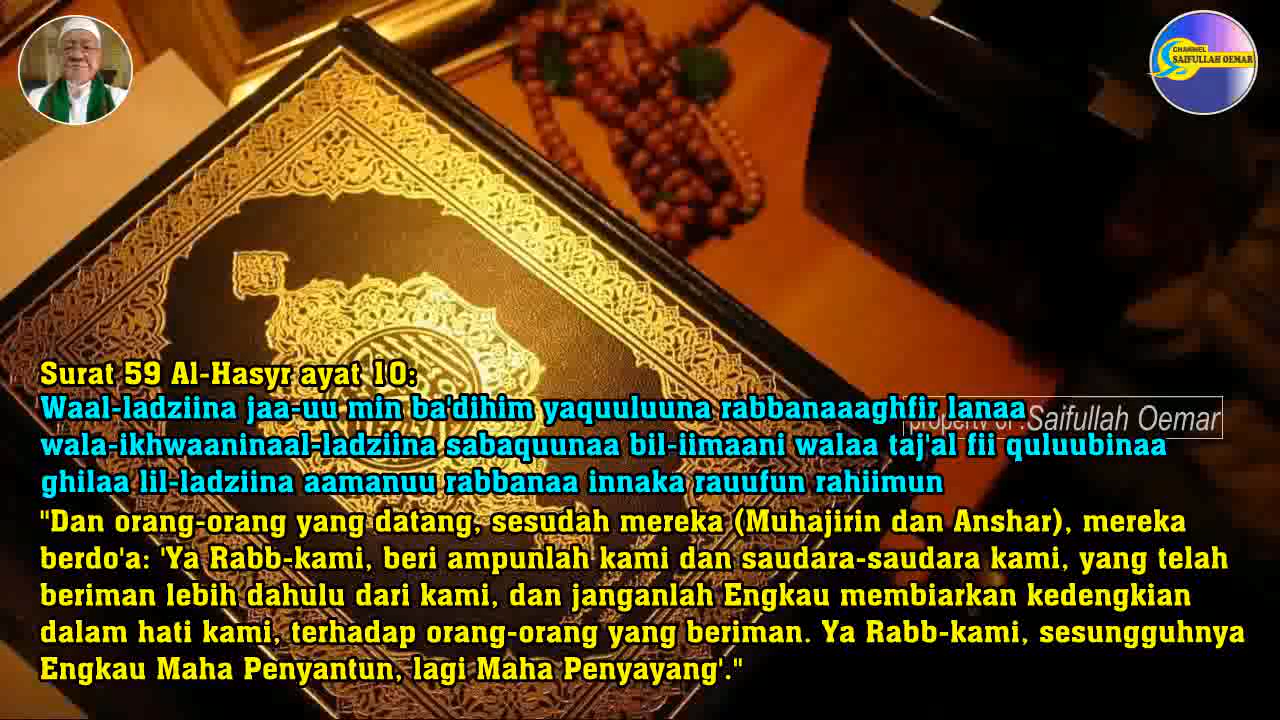 CHANNEL
SAIFULLAH OEMAR
Surat 59 Al-Hasyr ayat 10:
Waal-ladziina jaa-uu min ba'dihim yaquuluuna rabbanaaaghfir lanaa
property of :Saifullah Oemar
wala-ikhwaaninaal-ladziina sabaquunaa bil-iimaani walaa taj'al fii quluubinaa
ghilaa lil-ladziina aamanuu rabbanaa innaka rauufun rahiimun
"Dan orang-orang yang datang, sesudah mereka (Muhajirin dan Anshar), mereka
berdo'a: 'Ya Rabb-kami, beri ampunlah kami dan saudara-saudara kami, yang telah
beriman lebih dahulu dari kami, dan janganlah Engkau membiarkan kedengkian
dalam hati kami, terhadap orang-orang yang beriman. Ya Rabb-kami, sesungguhnya
Engkau Maha Penyantun, lagi Maha Penyayang'."